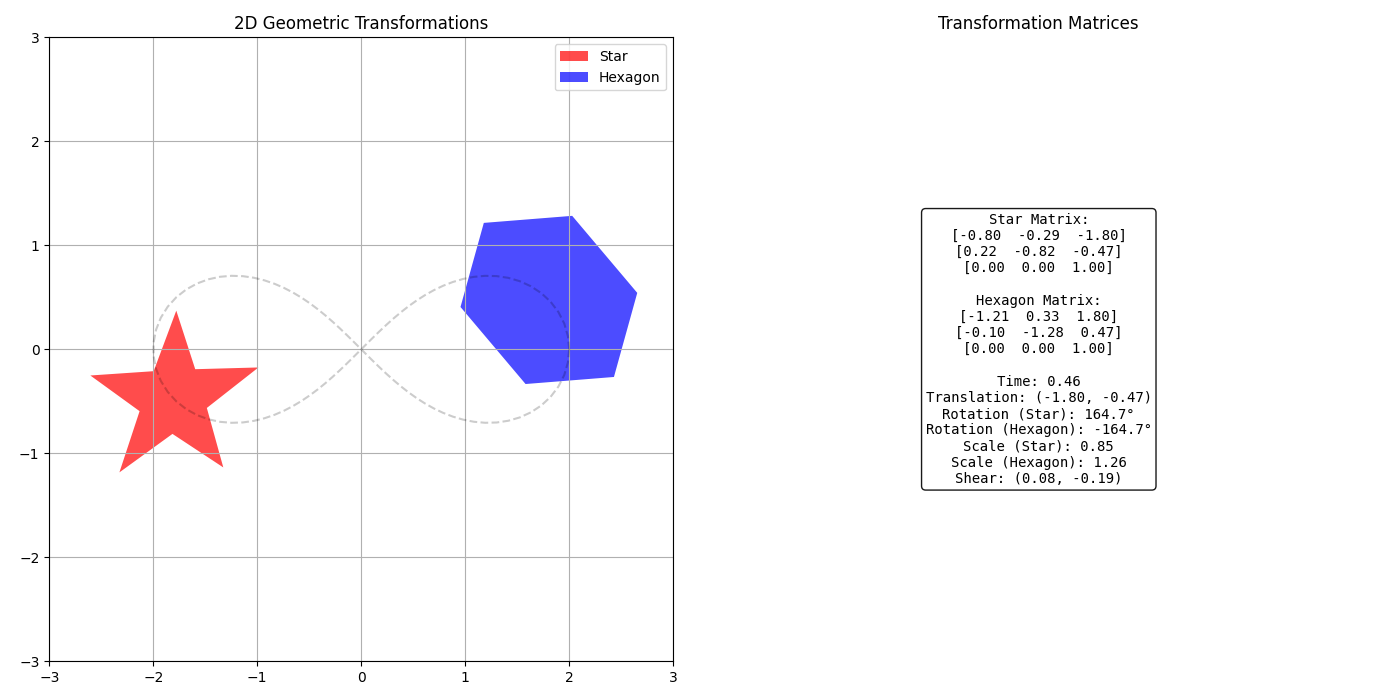 2D Geometric Transformations
Star
Hexagon
3
2
1
0
−1
−2
−3
−3
−2
−1
0
1
2
3
Transformation Matrices
Star Matrix:
[-0.80  -0.29  -1.80]
[0.22  -0.82  -0.47]
[0.00  0.00  1.00]
Hexagon Matrix:
[-1.21  0.33  1.80]
[-0.10  -1.28  0.47]
[0.00  0.00  1.00]
Time: 0.46
Translation: (-1.80, -0.47)
Rotation (Star): 164.7°
Rotation (Hexagon): -164.7°
Scale (Star): 0.85
Scale (Hexagon): 1.26
Shear: (0.08, -0.19)